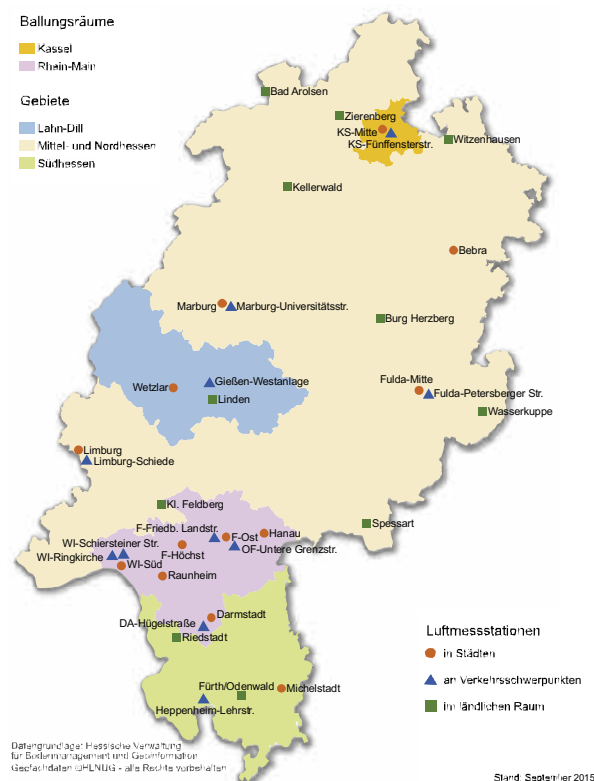 Ballungsräume
Kassel
Rhein-Main
Gebiete
Lahn-Dill
Mittel- und Nordhessen
Südhessen
Bad Arolsen
Zierenberg
KS-Mitte
KS-Fünffensterstr.
Witzenhausen
Kellerwald
Bebra
Marburg
Marburg-Universitätsstr.
Burg Herzberg
Gießen-Westanlage
Wetzlar
Linden
Fulda-Mitte
Fulda-Petersberger Str.
Wasserkuppe
Limburg
Limburg-Schiede
Kl. Feldberg
Spessart
F-Friedb. Landstr.
Hanau
F-Ost
WI-Schiersteiner Str.
OF-Untere Grenzstr.
WI-Ringkirche
F-Höchst
WI-Süd
Raunheim
Darmstadt
DA-Hügelstraße
Riedstadt
Fürth/Odenwald
Michelstadt
Heppenheim-Lehrstr.
Luftmessstationen
in Städten
an Verkehrsschwerpunkten
im ländlichen Raum
Datengrundlage: Hessische Verwaltung
für Bodenmanagement und Geoinformation
Geofachdaten ©HLNUG - alle Rechte vorbehalten
Stand: September 2015